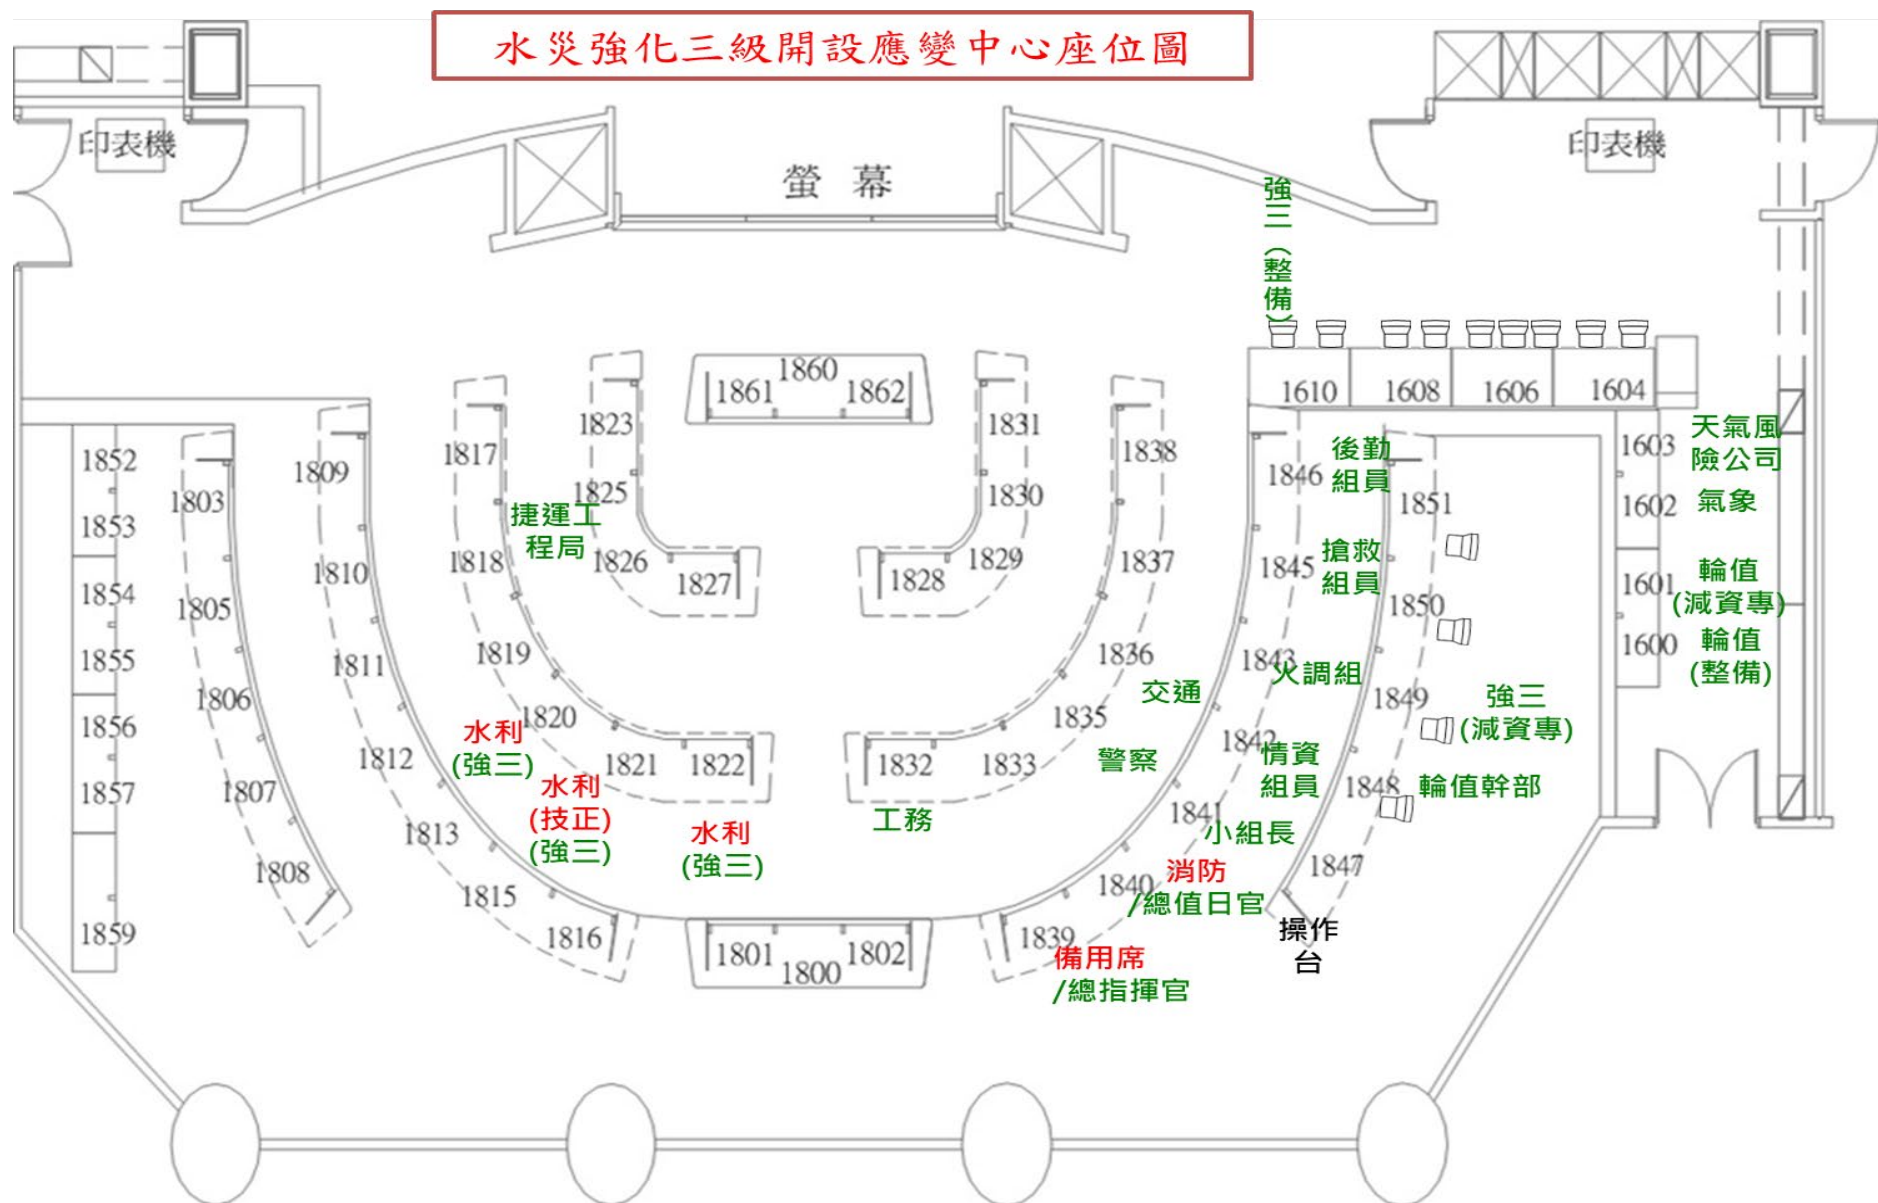 水災強化三級開設應變中心座位圖
印表機
印表機
螢 幕
強三(整備)
1860
1861
1862
1610
1608
1606
1604
1823
1831
1817
1838
1852
1809
1846
後勤
組員
1603
天氣風
險公司
1803
1825
1830
1851
1602
氣象
1853
捷運工
程局
1818
1826
1827
1828
1829
1837
1845
搶救
組員
1601
輪值
(減資專)
1810
1854
1805
1850
1855
1811
1819
1836
1843
火調組
1600
輪值
(整備)
1806
1849
強三
(減資專)
1856
1820
1835
交通
1842
水利
(強三)
1812
1821
1822
1832
1833
警察
情資
組員
1848
輪值幹部
1857
1807
水利
(技正)
(強三)
1841
小組長
1813
水利
(強三)
工務
1808
1847
消防
/總值日官
1840
1815
1859
1816
1801
1802
1800
1839
備用席
/總指揮官
操作
台